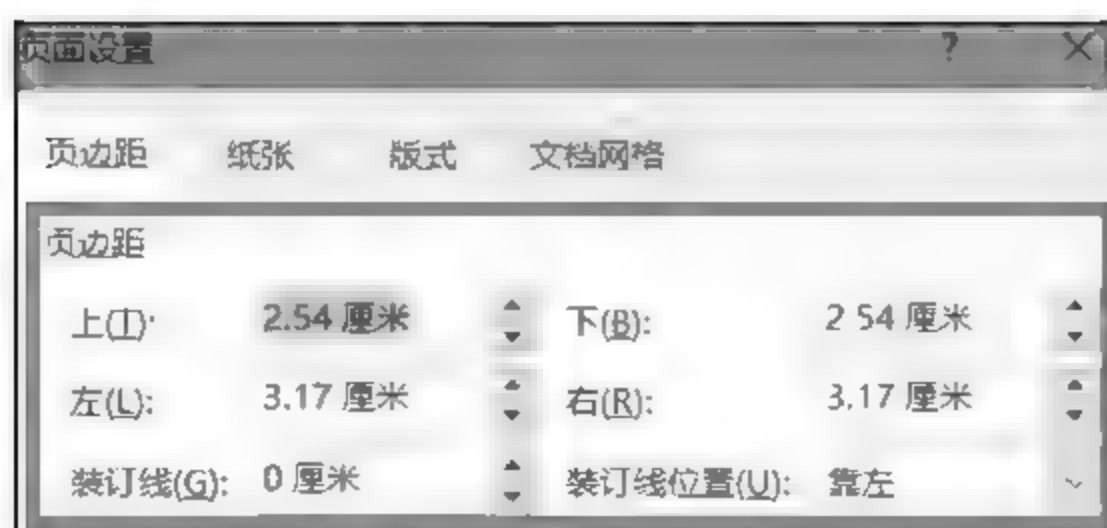 页面设置 ? ×
页边距 纸张 版式 文档网格
页边距
上(T): 2.54 厘米 下(B): 2.54 厘米
左(L): 3.17 厘米 右(R): 3.17 厘米
装订线(G): 0 厘米 装订线位置(U): 靠左